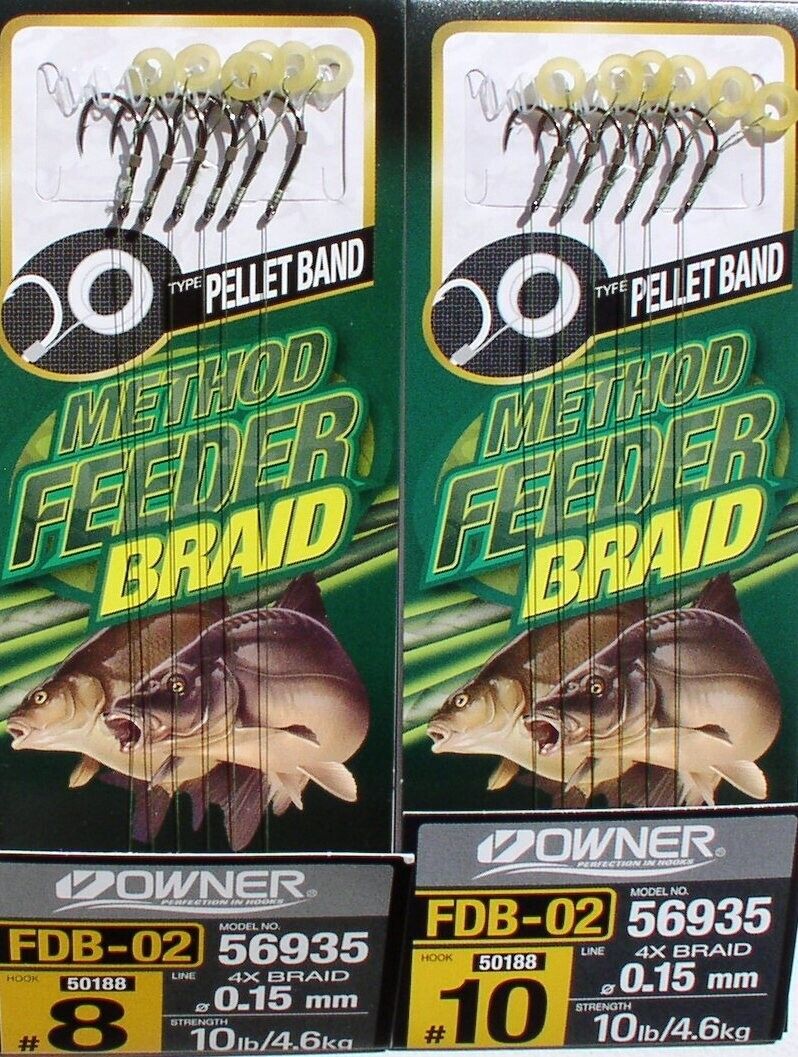 TYPE PELLET BAND
METHOD
FEEDER
BRAID
OWNER®
PERFECTION IN HOOKS
FDB-02
MODEL NO.
56935
HOOK 50188
#8
LINE 4X BRAID
ø 0.15 mm
STRENGTH
10lb/4.6kg
TYPE PELLET BAND
METHOD
FEEDER
BRAID
OWNER®
PERFECTION IN HOOKS
FDB-02
MODEL NO.
56935
HOOK 50188
#10
LINE 4X BRAID
ø 0.15 mm
STRENGTH
10lb/4.6kg